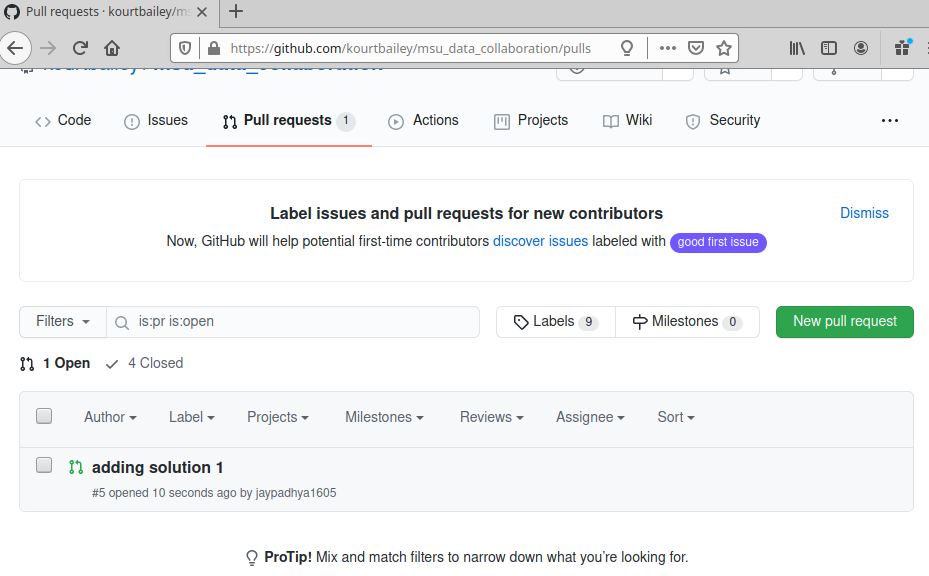 Pull requests · kourtbailey/ms
https://github.com/kourtbailey/msu_data_collaboration/pulls
Code
Issues
Pull requests 1
Actions
Projects
Wiki
Security
Label issues and pull requests for new contributors
Dismiss
Now, GitHub will help potential first-time contributors discover issues labeled with good first issue
Filters
is:pr is:open
Labels 9
Milestones 0
New pull request
1 Open
4 Closed
Author
Label
Projects
Milestones
Reviews
Assignee
Sort
adding solution 1
#5 opened 10 seconds ago by jaypadhya1605
ProTip! Mix and match filters to narrow down what you're looking for.